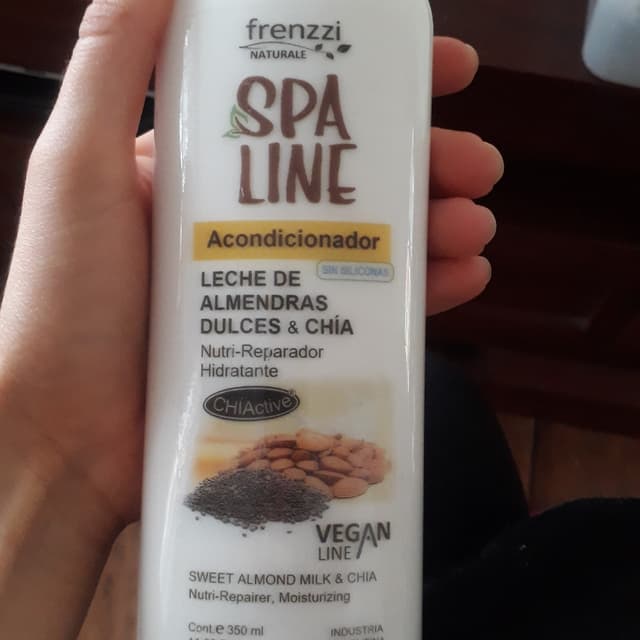 frenzzi
NATURALE
SPA
LINE
Acondicionador
SIN SILICONAS
LECHE DE
ALMENDRAS
DULCES & CHÍA
Nutri-Reparador
Hidratante
CHIActive®
VEGAN
LINE
SWEET ALMOND MILK & CHIA
Nutri-Repairer, Moisturizing
Cont.e 350 ml
INDUSTRIA